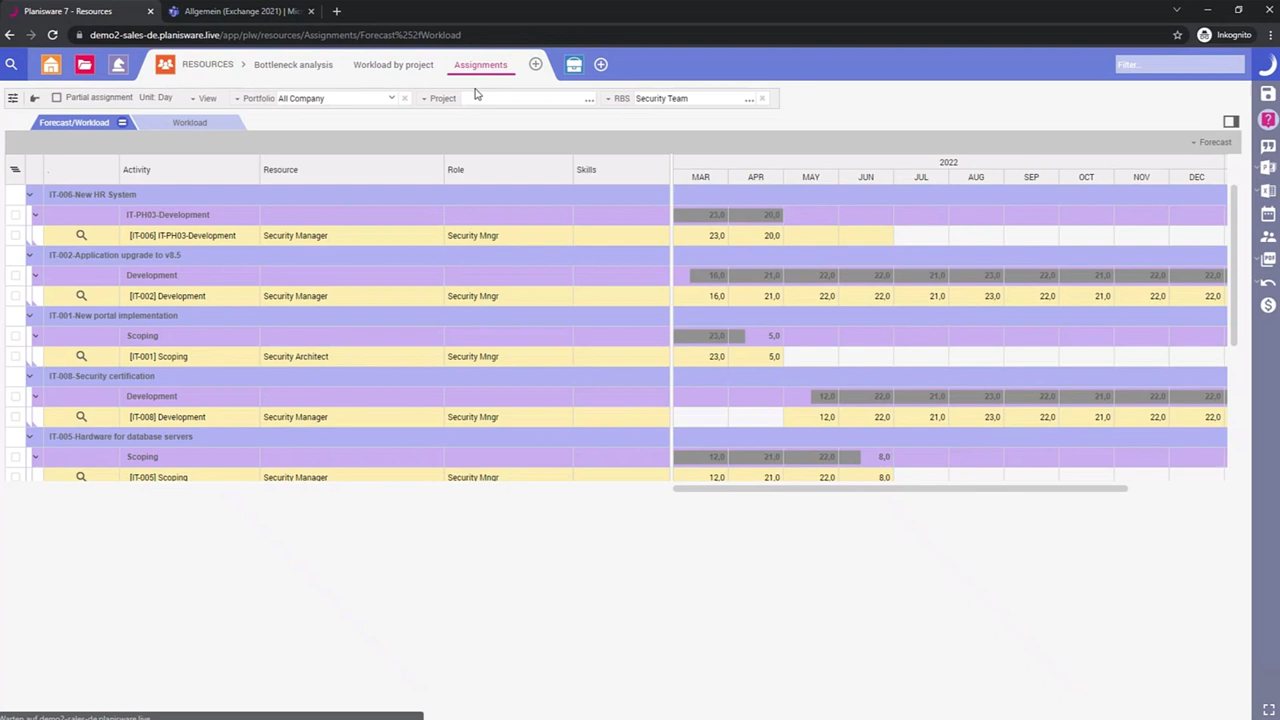 Planisware 7 - Resources
Allgemein (Exchange 2021) | Mic
demo2-sales-de.planisware.live/app/plw/resources/Assignments/Forecast%252fWorkload
Inkognito
RESOURCES
Bottleneck analysis
Workload by project
Assignments
Filter...
Partial assignment
Unit: Day
View
Portfolio
All Company
Project
...
RBS
Security Team
...
Forecast/Workload
Workload
Forecast
Activity Resource Role Skills
2022
MAR APR MAY JUN JUL AUG SEP OCT NOV DEC
IT-006-New HR System
IT-PH03-Development 23,0 20,0
[IT-006] IT-PH03-Development Security Manager Security Mngr 23,0 20,0
IT-002-Application upgrade to v8.5
Development 16,0 21,0 22,0 22,0 21,0 23,0 22,0 21,0 22,0 22,0
[IT-002] Development Security Manager Security Mngr 16,0 21,0 22,0 22,0 21,0 23,0 22,0 21,0 22,0 22,0
IT-001-New portal implementation
Scoping 23,0 5,0
[IT-001] Scoping Security Architect Security Mngr 23,0 5,0
IT-008-Security certification
Development 12,0 22,0 21,0 23,0 22,0 21,0 22,0 22,0
[IT-008] Development Security Manager Security Mngr 12,0 22,0 21,0 23,0 22,0 21,0 22,0 22,0
IT-005-Hardware for database servers
Scoping 12,0 21,0 22,0 8,0
[IT-005] Scoping Security Manager Security Mngr 12,0 21,0 22,0 8,0
Warten auf demo2-sales-de.planisware.live...